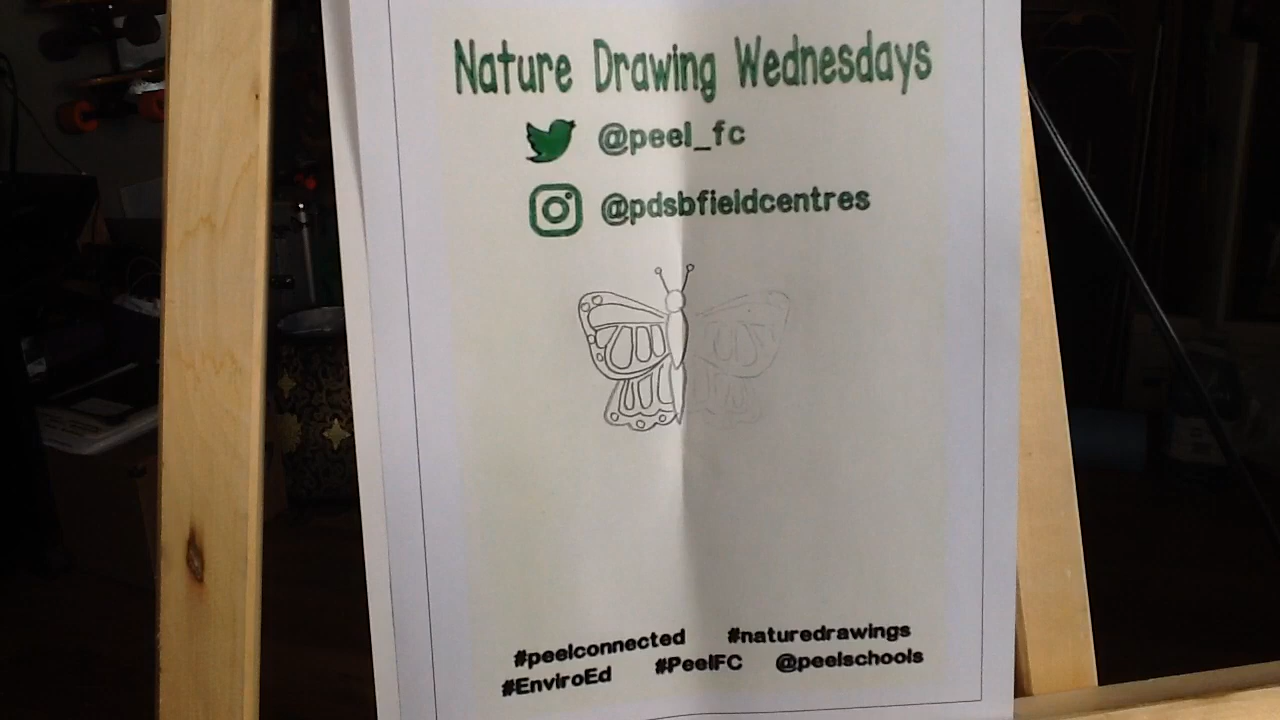 Nature Drawing Wednesdays
@peel_fc
@pdsbfieldcentres
#peelconnected #naturedrawings
#EnviroEd #PeelFC @peelschools